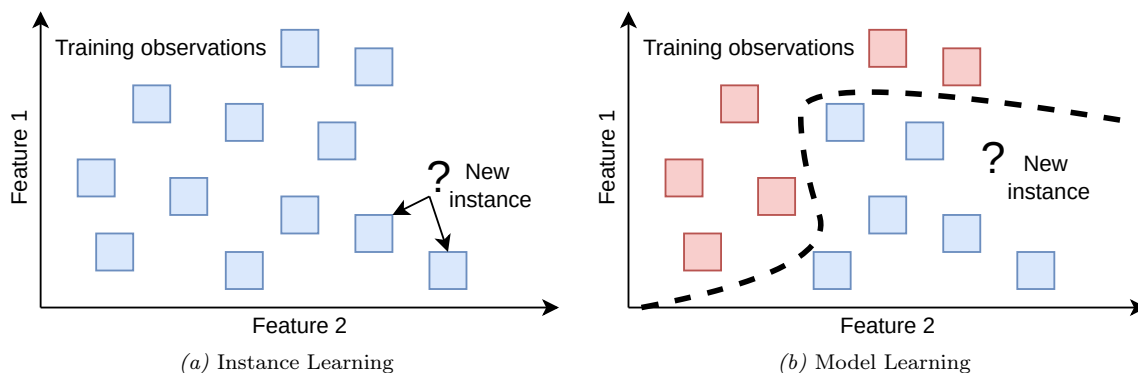 Training observations
Feature 1
?
New
instance
Feature 2
(a) Instance Learning
Training observations
Feature 1
?
New
instance
Feature 2
(b) Model Learning